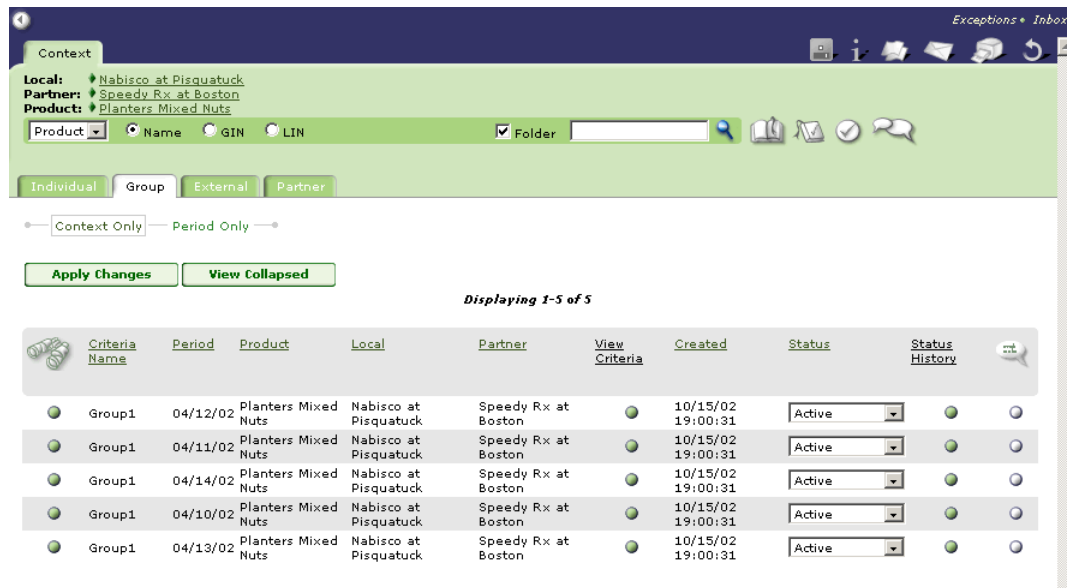 Exceptions • Inbox
Context
Local: Nabisco at Pisquatuck
Partner: Speedy Rx at Boston
Product: Planters Mixed Nuts
Product Name GIN LIN Folder
Individual Group External Partner
Context Only Period Only
Apply Changes View Collapsed
Displaying 1-5 of 5
Criteria Name Period Product Local Partner View Criteria Created Status Status History
Group1 04/12/02 Planters Mixed Nuts Nabisco at Pisquatuck Speedy Rx at Boston 10/15/02 19:00:31 Active
Group1 04/11/02 Planters Mixed Nuts Nabisco at Pisquatuck Speedy Rx at Boston 10/15/02 19:00:31 Active
Group1 04/14/02 Planters Mixed Nuts Nabisco at Pisquatuck Speedy Rx at Boston 10/15/02 19:00:31 Active
Group1 04/10/02 Planters Mixed Nuts Nabisco at Pisquatuck Speedy Rx at Boston 10/15/02 19:00:31 Active
Group1 04/13/02 Planters Mixed Nuts Nabisco at Pisquatuck Speedy Rx at Boston 10/15/02 19:00:31 Active